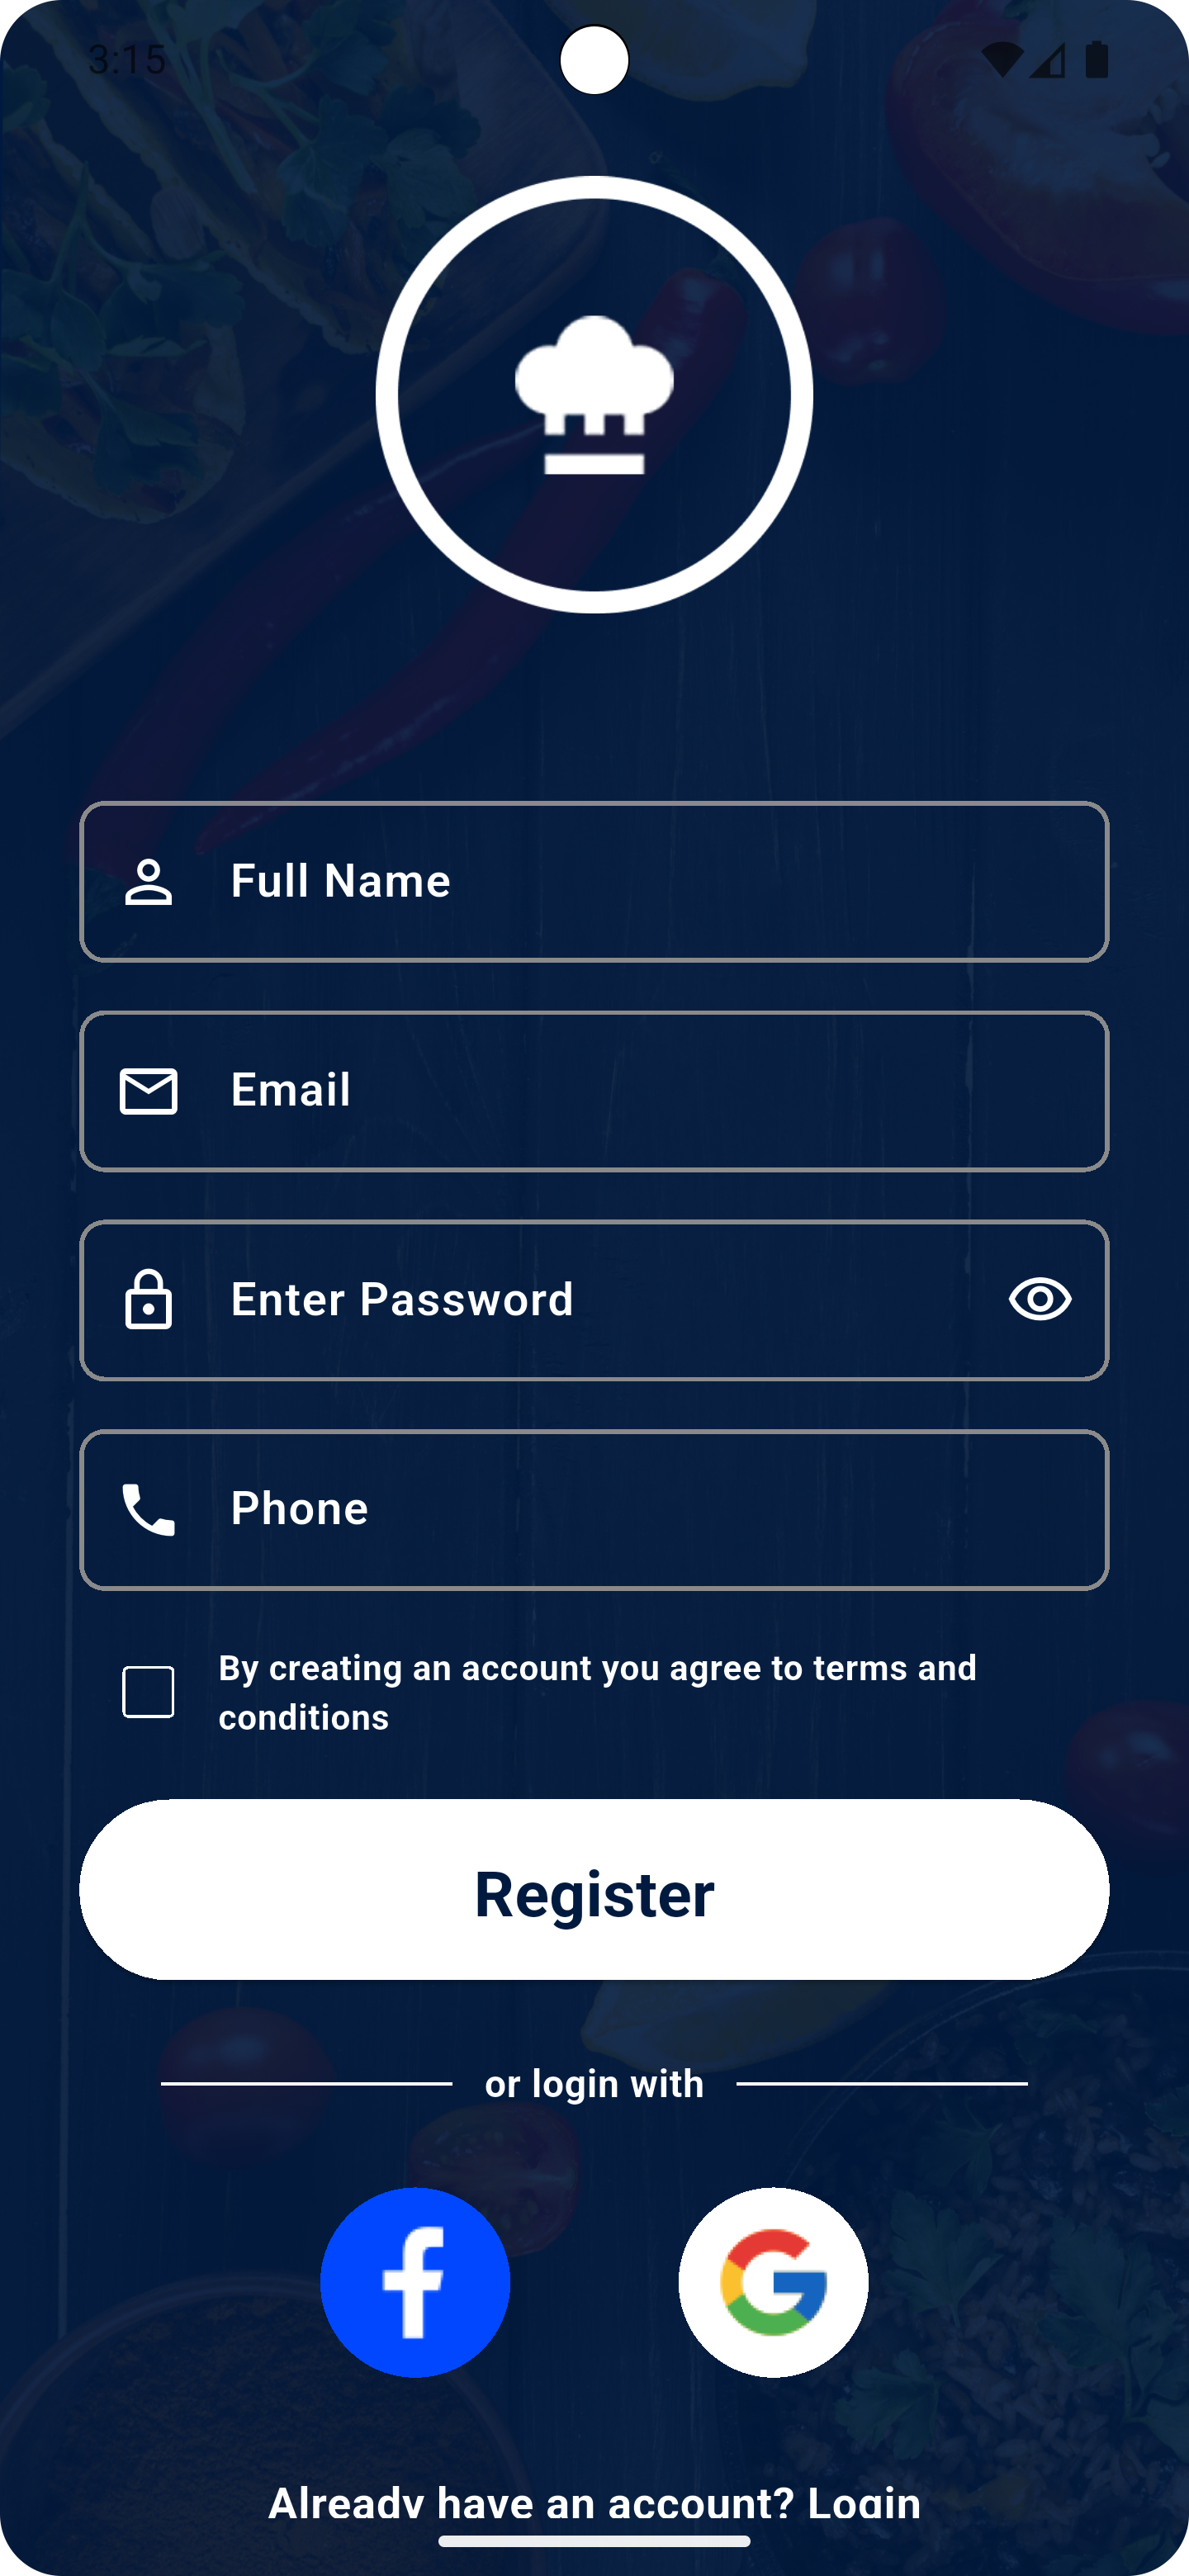 3:15
Full Name
Email
Enter Password
Phone
By creating an account you agree to terms and
conditions
Register
or login with
Already have an account? Login